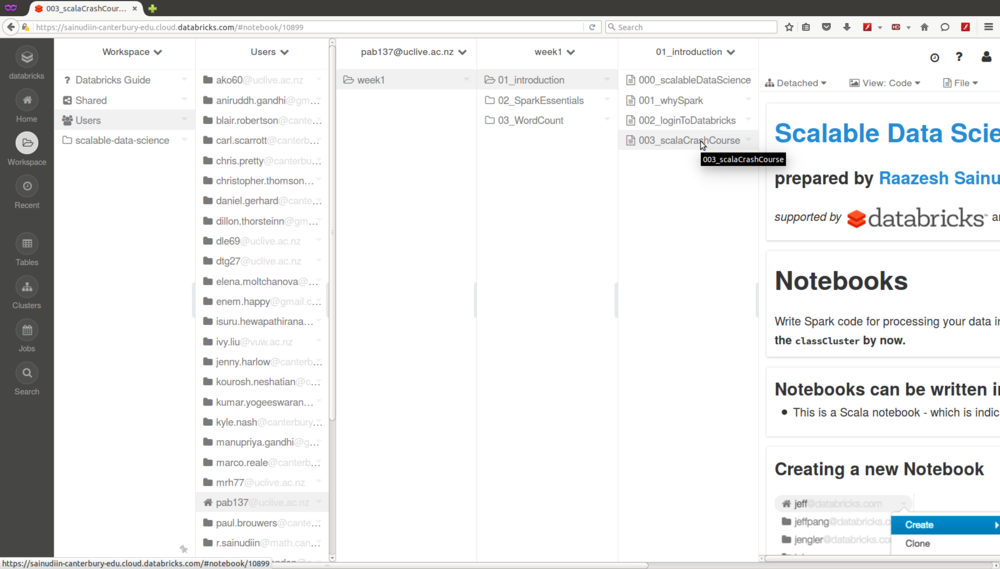 003_scalaCrashCour...
https://sainudiin-canterbury-edu.cloud.databricks.com/#notebook/10899
Search
databricks
Home
Workspace
Recent
Tables
Clusters
Jobs
Search
Workspace
Databricks Guide
Shared
Users
scalable-data-science
Users
ako60@uclive.ac.nz
aniruddh.gandhi@gm...
blair.robertson@cante...
carl.scarrott@canter...
chris.pretty@canterbu...
christopher.thomson...
daniel.gerhard@cante...
dillon.thorsteinn@gm...
dle69@uclive.ac.nz
dtg27@uclive.ac.nz
elena.moltchanova@...
enem.happy@gmail.c...
isuru.hewapathirana...
ivy.liu@vuw.ac.nz
jenny.harlow@canterb...
kourosh.neshatian@c...
kumar.yogeeswaran...
kyle.nash@canterbury...
manupriya.gandhi@g...
marco.reale@canterb...
mrh77@uclive.ac.nz
pab137@uclive.ac.nz
paul.brouwers@cante...
r.sainudiin@math.can...
pab137@uclive.ac.nz
week1
week1
01_introduction
02_SparkEssentials
03_WordCount
01_introduction
000_scalableDataScience
001_whySpark
002_loginToDatabricks
003_scalaCrashCourse
003_scalaCrashCourse
Detached
View: Code
File
Scalable Data Scie
prepared by Raazesh Sainu
supported by databricks an
Notebooks
Write Spark code for processing your data in
the classCluster by now.
Notebooks can be written in
This is a Scala notebook - which is indic
Creating a new Notebook
jeff@databricks.com
jeffpang@databricks.co
jengler@databricks.co
Create
Clone
https://sainudiin-canterbury-edu.cloud.databricks.com/#notebook/10899